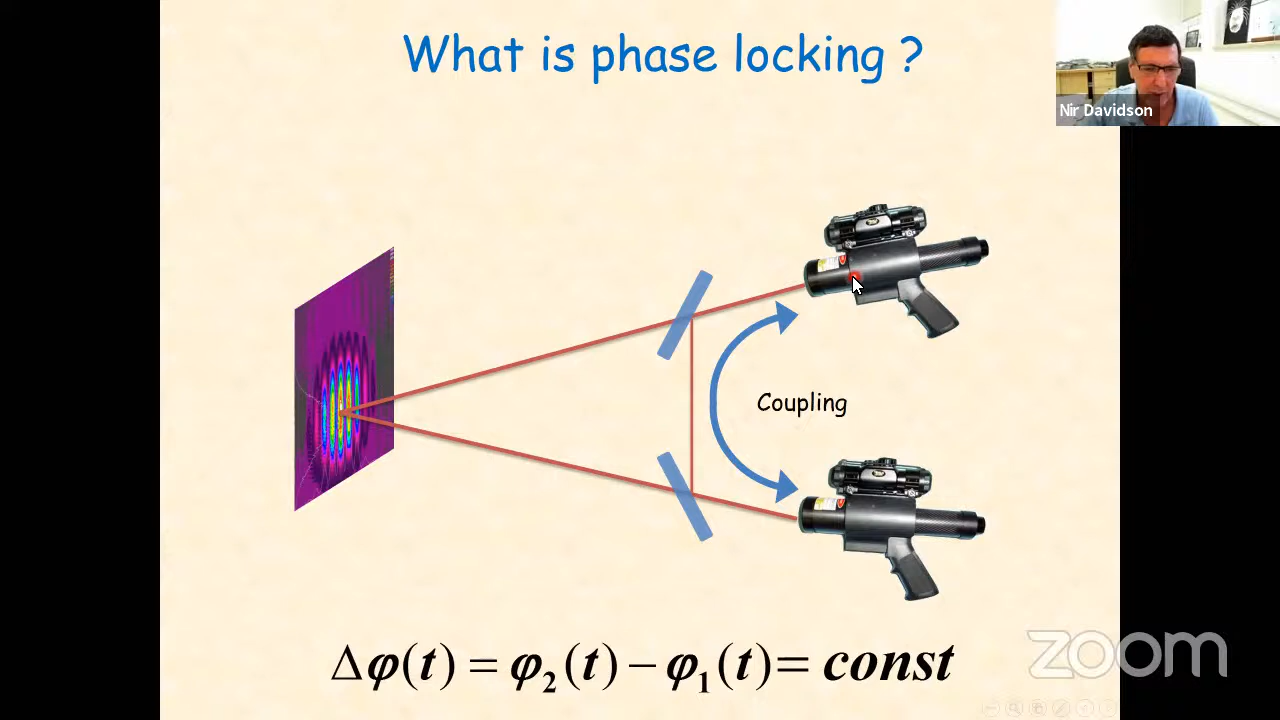 What is phase locking ?
Nir Davidson
Coupling
Δφ(t) = φ₂(t) − φ₁(t) = const
zoom